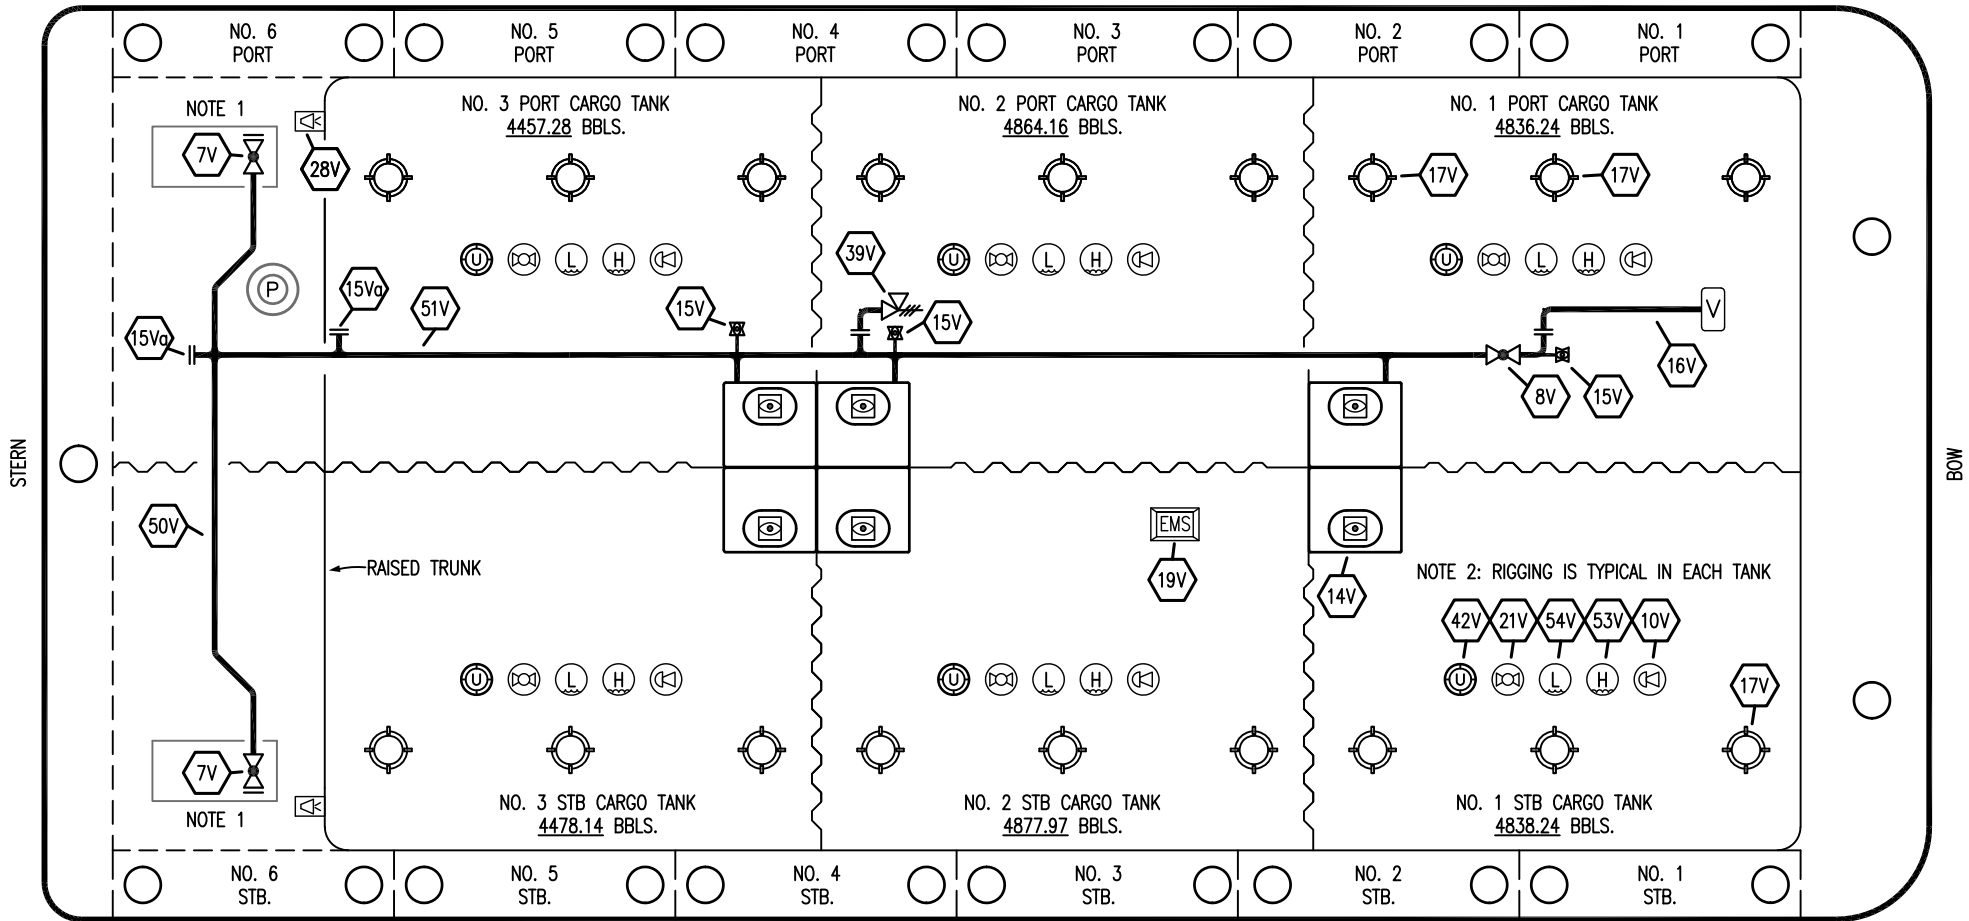 NO. 6
PORT
NO. 5
PORT
NO. 4
PORT
NO. 3
PORT
NO. 2
PORT
NO. 1
PORT
NOTE 1
7V
28V
NO. 3 PORT CARGO TANK
4457.28 BBLS.
NO. 2 PORT CARGO TANK
4864.16 BBLS.
NO. 1 PORT CARGO TANK
4836.24 BBLS.
17V
17V
U
L
H
39V
U
L
H
U
L
H
P
15Va
15Va
51V
15V
15V
V
16V
8V
15V
STERN
BOW
50V
RAISED TRUNK
EMS
19V
14V
NOTE 2: RIGGING IS TYPICAL IN EACH TANK
42V
21V
54V
53V
10V
U
L
H
U
L
H
U
L
H
17V
7V
NOTE 1
NO. 3 STB CARGO TANK
4478.14 BBLS.
NO. 2 STB CARGO TANK
4877.97 BBLS.
NO. 1 STB CARGO TANK
4838.24 BBLS.
NO. 6
STB.
NO. 5
STB.
NO. 4
STB.
NO. 3
STB.
NO. 2
STB.
NO. 1
STB.